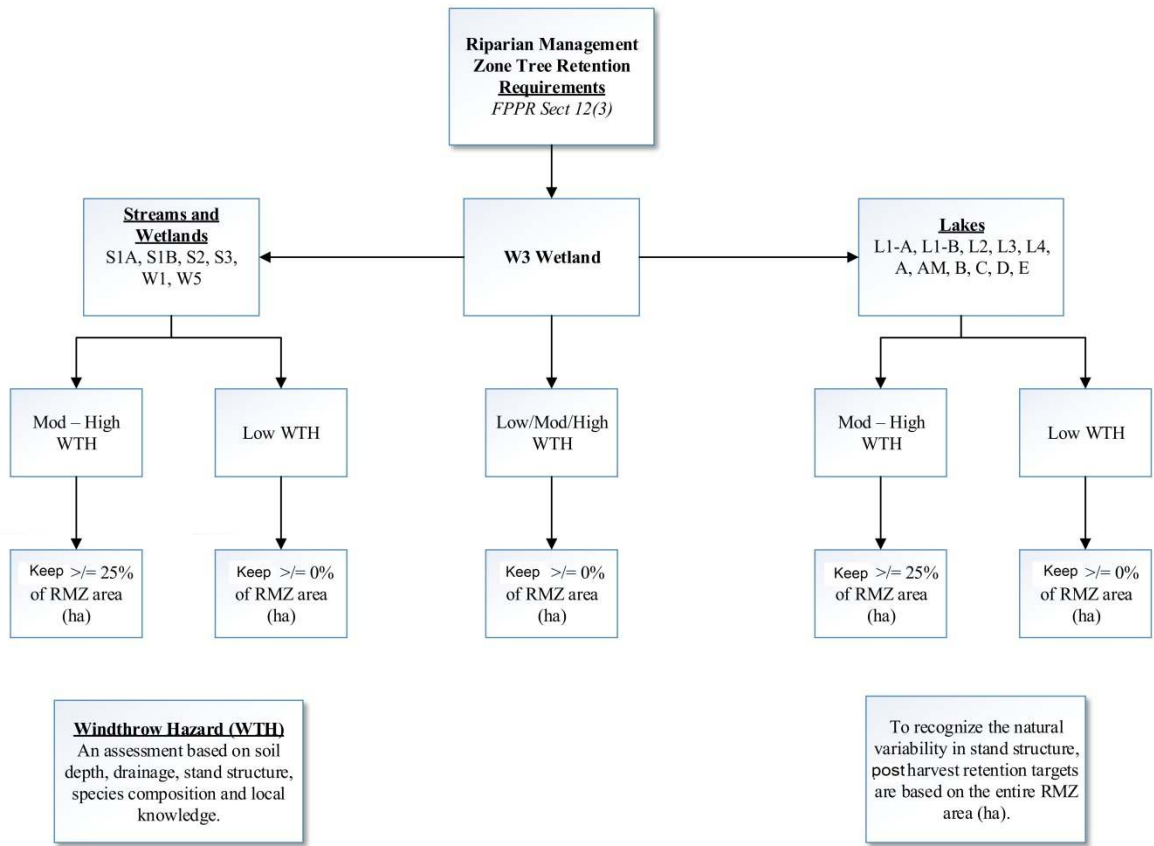 Riparian Management
Zone Tree Retention
Requirements
FPPR Sect 12(3)
Streams and
Wetlands
S1A, S1B, S2, S3,
W1, W5
W3 Wetland
Lakes
L1-A, L1-B, L2, L3, L4,
A, AM, B, C, D, E
Mod – High
WTH
Low WTH
Low/Mod/High
WTH
Mod – High
WTH
Low WTH
Keep >/= 25%
of RMZ area
(ha)
Keep >/= 0%
of RMZ area
(ha)
Keep >/= 0%
of RMZ area
(ha)
Keep >/= 25%
of RMZ area
(ha)
Keep >/= 0%
of RMZ area
(ha)
Windthrow Hazard (WTH)
An assessment based on soil
depth, drainage, stand structure,
species composition and local
knowledge.
To recognize the natural
variability in stand structure,
post harvest retention targets
are based on the entire RMZ
area (ha).